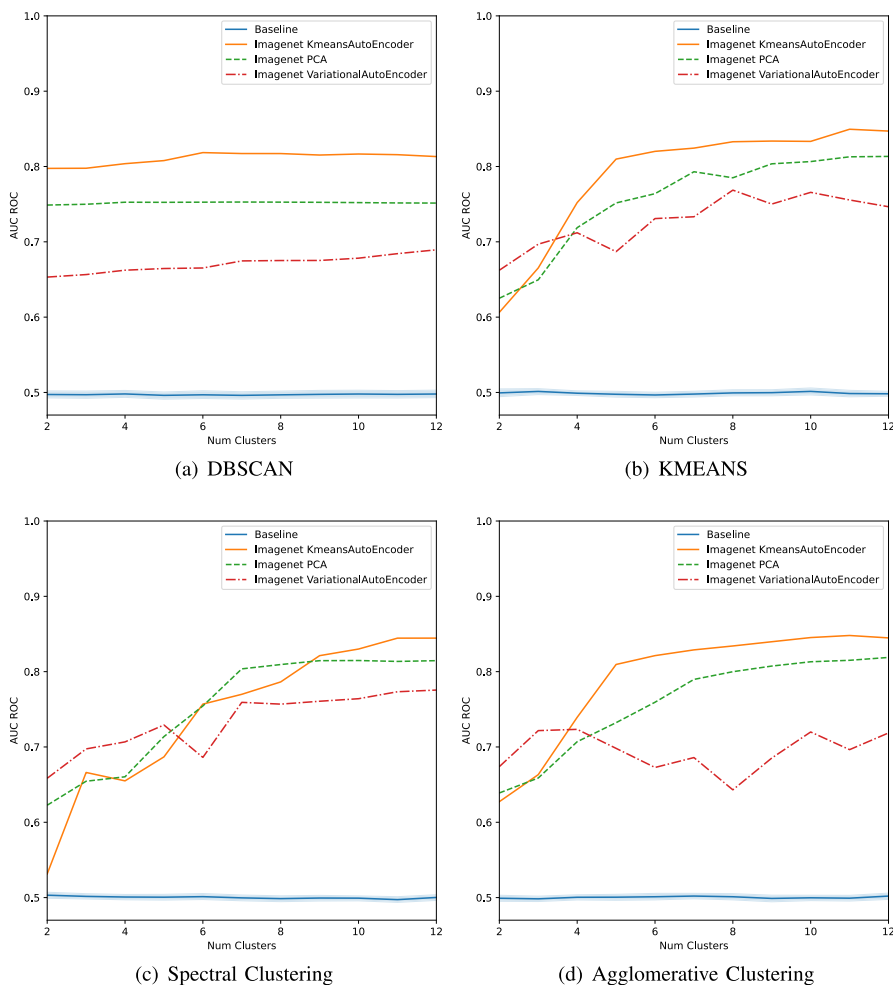 1.0
0.9
0.8
0.7
0.6
0.5
AUC ROC
Baseline
Imagenet KmeansAutoEncoder
Imagenet PCA
Imagenet VariationalAutoEncoder
2 4 6 8 10 12
Num Clusters
(a) DBSCAN
1.0
0.9
0.8
0.7
0.6
0.5
AUC ROC
Baseline
Imagenet KmeansAutoEncoder
Imagenet PCA
Imagenet VariationalAutoEncoder
2 4 6 8 10 12
Num Clusters
(b) KMEANS
1.0
0.9
0.8
0.7
0.6
0.5
AUC ROC
Baseline
Imagenet KmeansAutoEncoder
Imagenet PCA
Imagenet VariationalAutoEncoder
2 4 6 8 10 12
Num Clusters
(c) Spectral Clustering
1.0
0.9
0.8
0.7
0.6
0.5
AUC ROC
Baseline
Imagenet KmeansAutoEncoder
Imagenet PCA
Imagenet VariationalAutoEncoder
2 4 6 8 10 12
Num Clusters
(d) Agglomerative Clustering